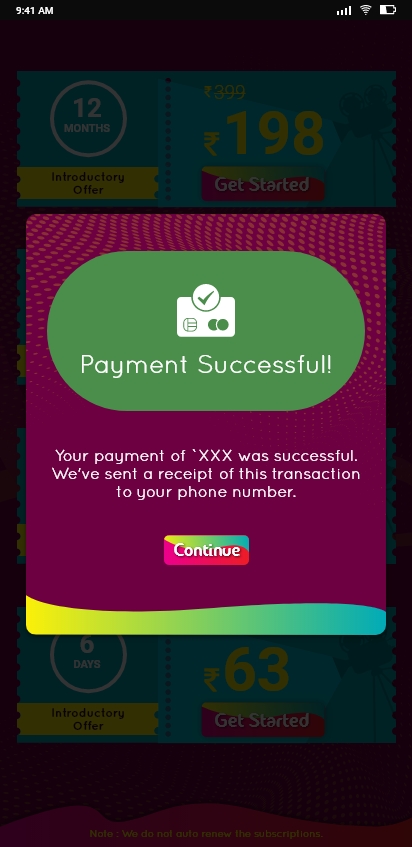 9:41 AM
12
MONTHS
Introductory
Offer
₹399
₹198
Get Started
Payment Successful!
Your payment of `XXX was successful.
We've sent a receipt of this transaction
to your phone number.
Continue
6
DAYS
Introductory
Offer
₹63
Get Started
Note : We do not auto renew the subscriptions.